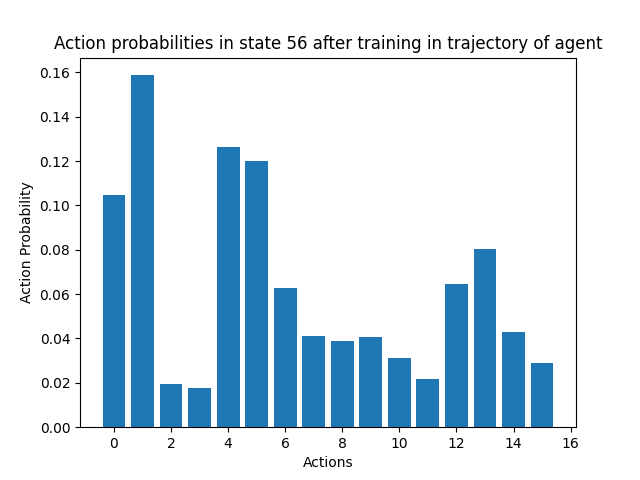 Action probabilities in state 56 after training in trajectory of agent
0.16
0.14
0.12
0.10
0.08
0.06
0.04
0.02
0.00
Action Probability
0 2 4 6 8 10 12 14 16
Actions